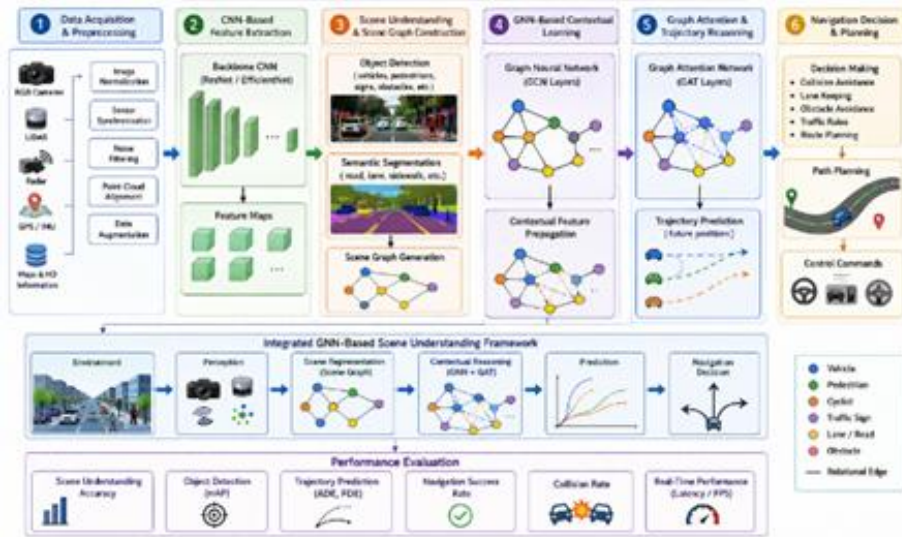 1 Data Acquisition
& Preprocessing
RGB Cameras
LiDAR
Radar
GPS / IMU
Maps & HD
Information
Image
Normalization
Sensor
Synchronization
Noise
Filtering
Point Cloud
Alignment
Data
Augmentation
2 CNN-Based
Feature Extraction
Backbone CNN
(ResNet / EfficientNet)
...
Feature Maps
...
3 Scene Understanding
& Scene Graph Construction
Object Detection
(vehicles, pedestrians,
signs, obstacles, etc.)
Semantic Segmentation
(road, lane, sidewalk, etc.)
Scene Graph Generation
4 GNN-Based Contextual
Learning
Graph Neural Network
(GCN Layers)
Contextual Feature
Propagation
5 Graph Attention &
Trajectory Reasoning
Graph Attention Network
(GAT Layers)
Trajectory Prediction
(future positions)
6 Navigation Decision
& Planning
Decision Making
• Collision Avoidance
• Lane Keeping
• Obstacle Avoidance
• Traffic Rules
• Route Planning
Path Planning
Control Commands
Integrated GNN-Based Scene Understanding Framework
Environment
Perception
Scene Representation
(Scene Graph)
Contextual Reasoning
(GNN + GAT)
Prediction
Navigation
Decision
Vehicle
Pedestrian
Cyclist
Traffic Sign
Lane / Road
Obstacle
Relational Edge
Performance Evaluation
Scene Understanding
Accuracy
Object Detection
(mAP)
Trajectory Prediction
(ADE, FDE)
Navigation Success
Rate
Collision Rate
Real-Time Performance
(Latency / FPS)